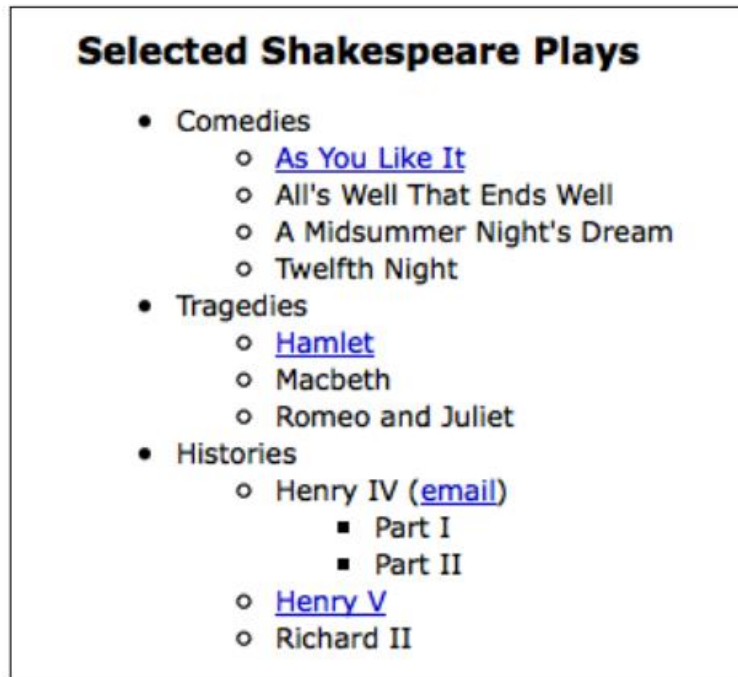 Selected Shakespeare Plays
Comedies
As You Like It
All's Well That Ends Well
A Midsummer Night's Dream
Twelfth Night
Tragedies
Hamlet
Macbeth
Romeo and Juliet
Histories
Henry IV (email)
Part I
Part II
Henry V
Richard II